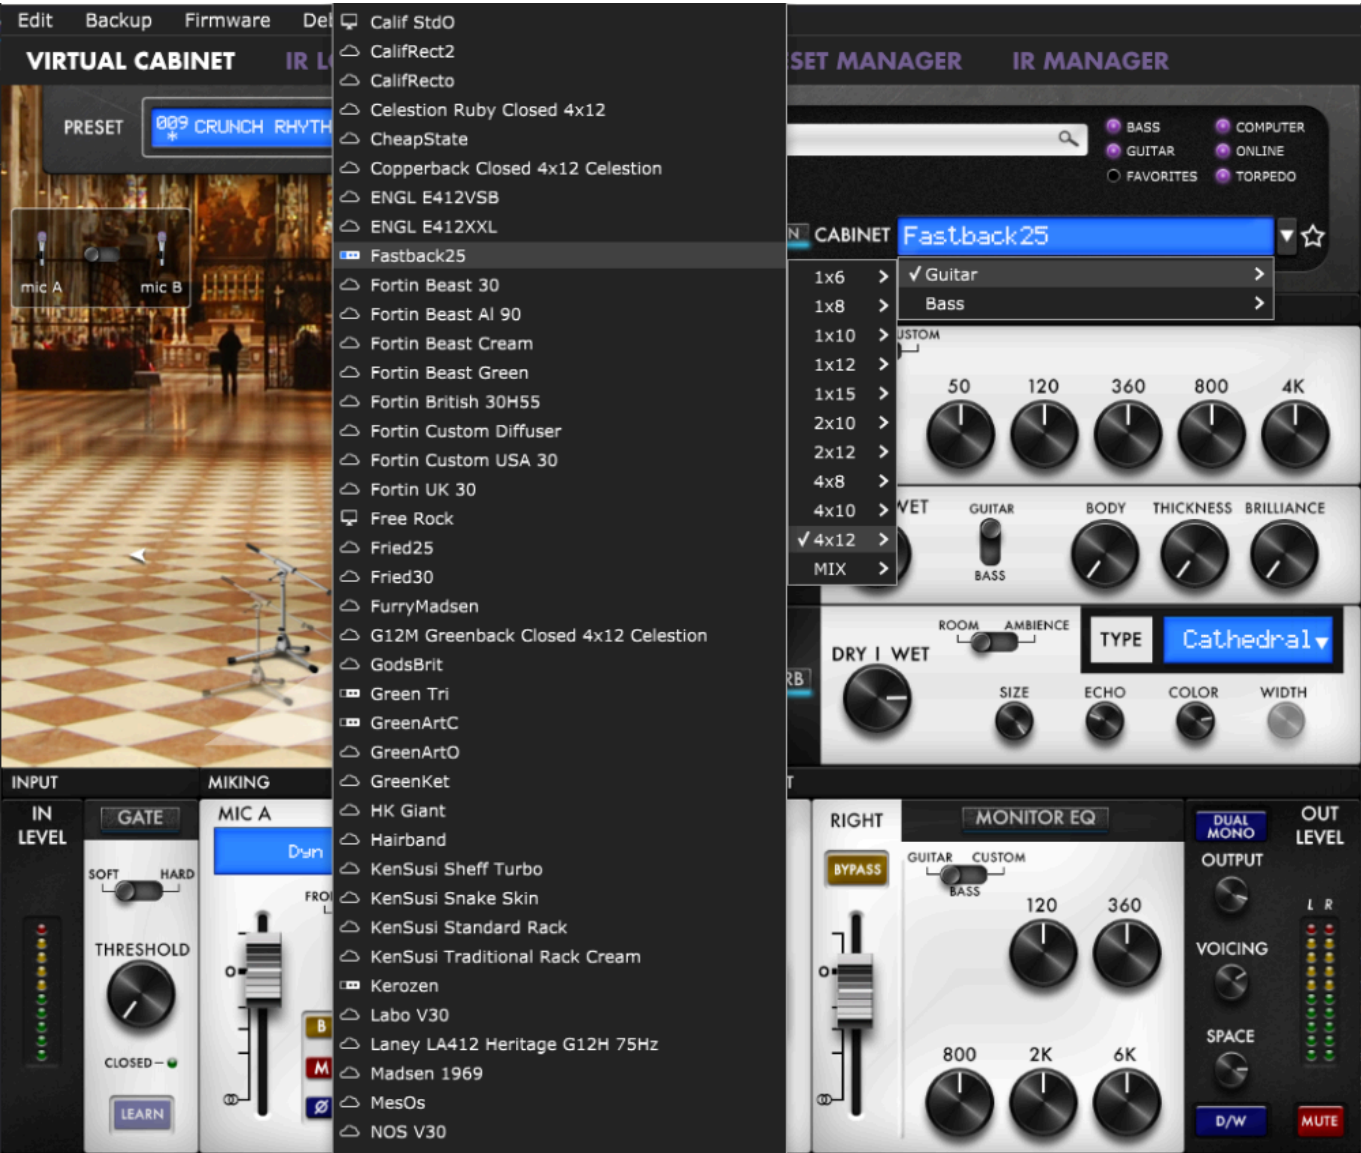 Edit Backup Firmware
VIRTUAL CABINET
IR MANAGER
PRESET
009 CRUNCH RHYTH
*
mic A
mic B
Calif StdO
CalifRect2
CalifRecto
Celestion Ruby Closed 4x12
CheapState
Copperback Closed 4x12 Celestion
ENGL E412VSB
ENGL E412XXL
Fastback25
Fortin Beast 30
Fortin Beast Al 90
Fortin Beast Cream
Fortin Beast Green
Fortin British 30H55
Fortin Custom Diffuser
Fortin Custom USA 30
Fortin UK 30
Free Rock
Fried25
Fried30
FurryMadsen
G12M Greenback Closed 4x12 Celestion
GodsBrit
Green Tri
GreenArtC
GreenArtO
GreenKet
HK Giant
Hairband
KenSusi Sheff Turbo
KenSusi Snake Skin
KenSusi Standard Rack
KenSusi Traditional Rack Cream
Kerozen
Labo V30
Laney LA412 Heritage G12H 75Hz
Madsen 1969
MesOs
NOS V30
SET MANAGER
BASS COMPUTER
GUITAR ONLINE
FAVORITES TORPEDO
N CABINET Fastback25
✓ Guitar
Bass
1x6
1x8
1x10
1x12
1x15
2x10
2x12
4x8
4x10
✓ 4x12
MIX
USTOM
50 120 360 800 4K
WET
GUITAR
BASS
BODY THICKNESS BRILLIANCE
ROOM AMBIENCE
TYPE Cathedral
DRY | WET
RB
SIZE ECHO COLOR WIDTH
INPUT
IN LEVEL
GATE
SOFT HARD
THRESHOLD
CLOSED
LEARN
MIKING
MIC A
Dyn
FRO
O
B
M
Ø
T
RIGHT
BYPASS
O
MONITOR EQ
GUITAR CUSTOM
BASS
120 360
800 2K 6K
DUAL
MONO
OUTPUT
VOICING
SPACE
D/W
OUT
LEVEL
L R
MUTE